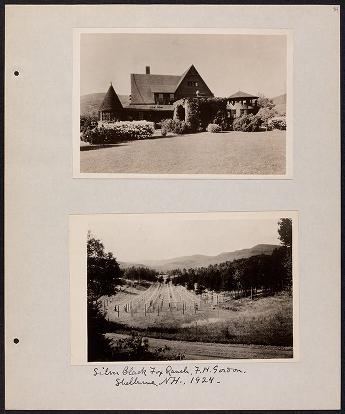 Silver Black Fox Ranch, F.H. Gordon.
Shelburne, N.H., 1924.